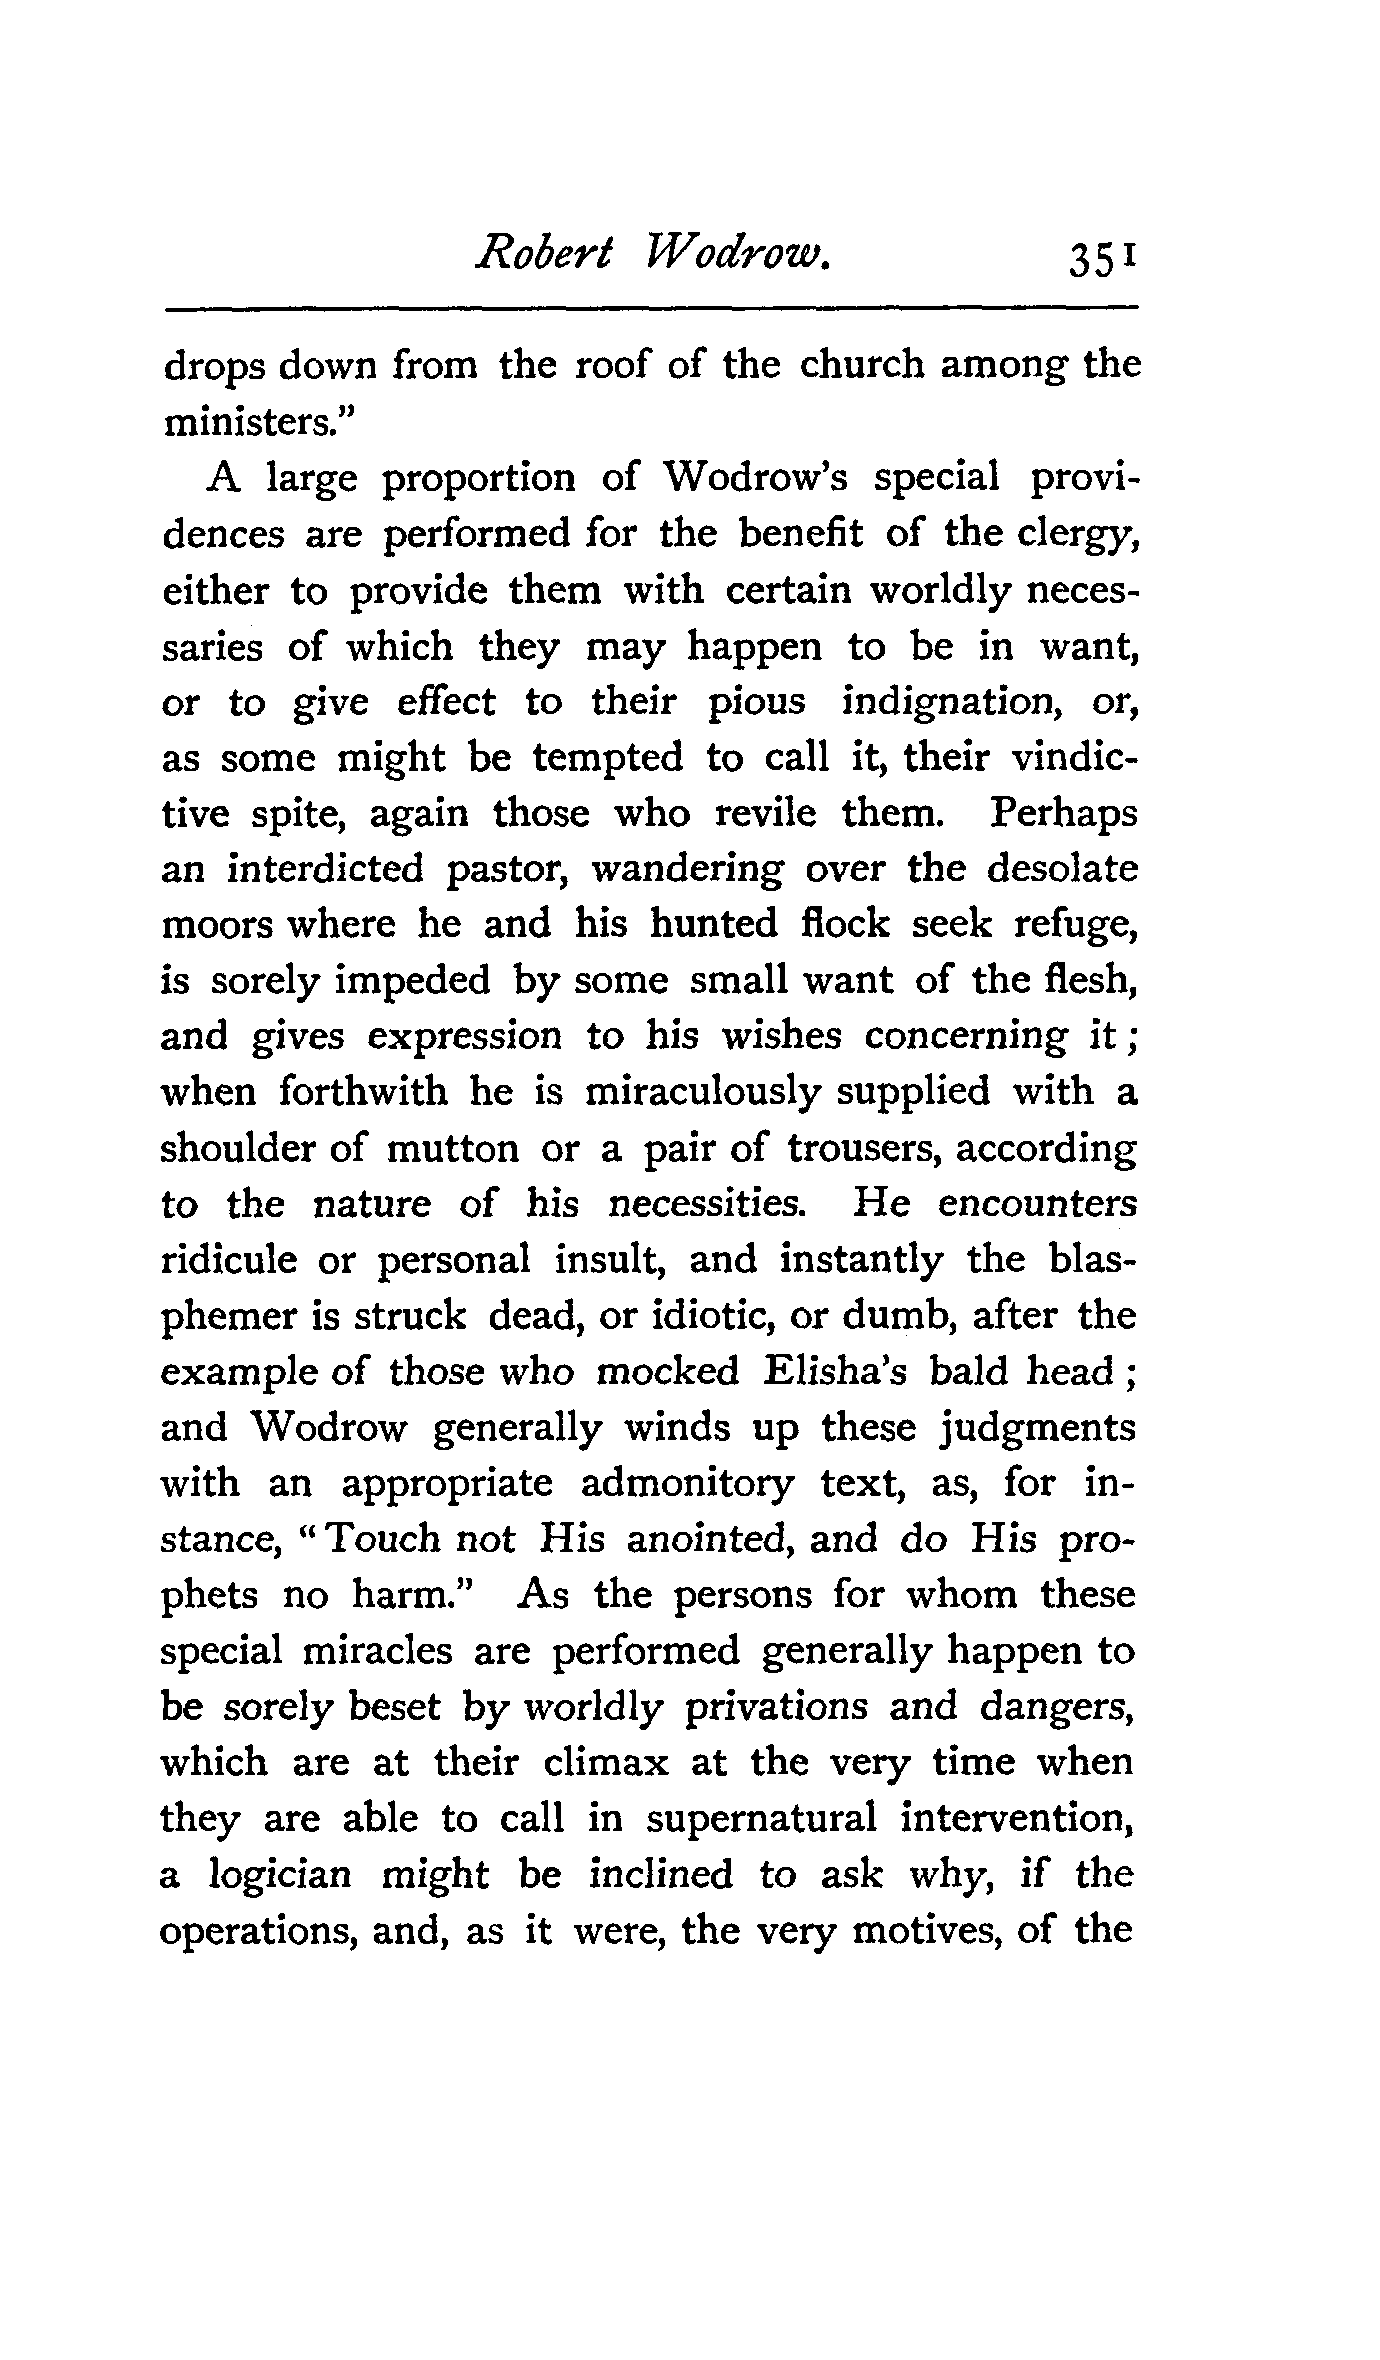 Robert Wodrow. 351
drops down from the roof of the church among the
ministers."
A large proportion of Wodrow's special provi-
dences are performed for the benefit of the clergy,
either to provide them with certain worldly neces-
saries of which they may happen to be in want,
or to give effect to their pious indignation, or,
as some might be tempted to call it, their vindic-
tive spite, again those who revile them. Perhaps
an interdicted pastor, wandering over the desolate
moors where he and his hunted flock seek refuge,
is sorely impeded by some small want of the flesh,
and gives expression to his wishes concerning it ;
when forthwith he is miraculously supplied with a
shoulder of mutton or a pair of trousers, according
to the nature of his necessities. He encounters
ridicule or personal insult, and instantly the blas-
phemer is struck dead, or idiotic, or dumb, after the
example of those who mocked Elisha's bald head ;
and Wodrow generally winds up these judgments
with an appropriate admonitory text, as, for in-
stance, "Touch not His anointed, and do His pro-
phets no harm." As the persons for whom these
special miracles are performed generally happen to
be sorely beset by worldly privations and dangers,
which are at their climax at the very time when
they are able to call in supernatural intervention,
a logician might be inclined to ask why, if the
operations, and, as it were, the very motives, of the